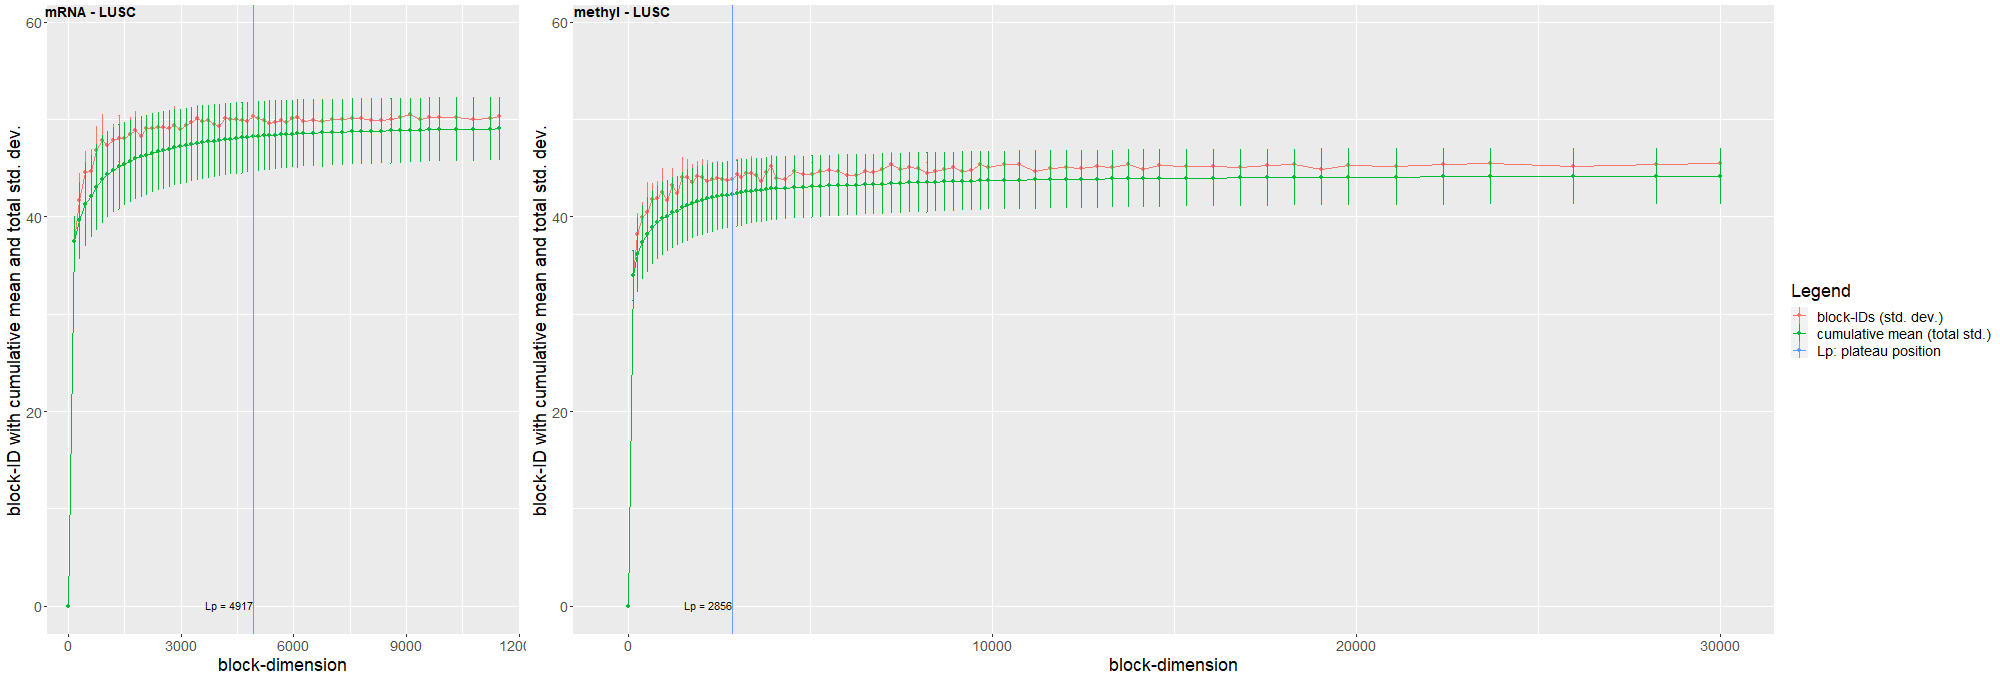 mRNA - LUSC
block-ID with cumulative mean and total std. dev.
60
40
20
0
Lp = 4917
0 3000 6000 9000 1200
block-dimension
methyl - LUSC
block-ID with cumulative mean and total std. dev.
60
40
20
0
Lp = 2856
0 10000 20000 30000
block-dimension
Legend
block-IDs (std. dev.)
cumulative mean (total std.)
Lp: plateau position